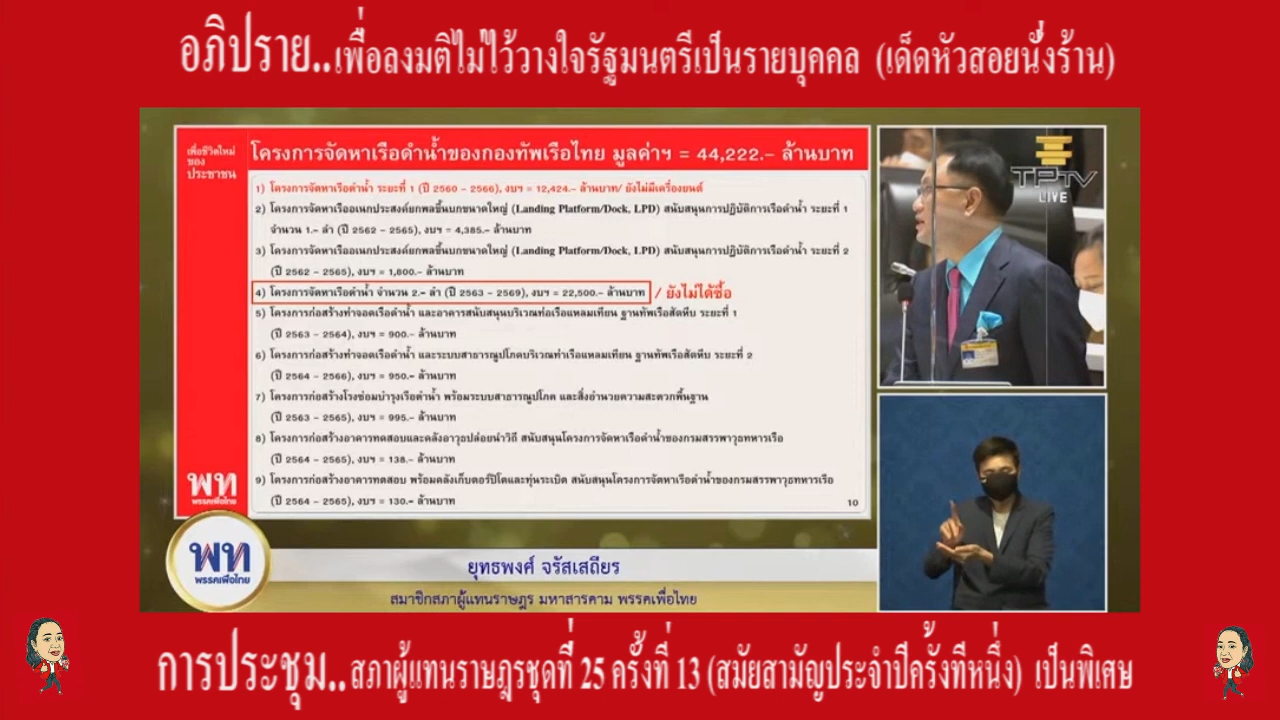 อภิปราย..เพื่อลงมติไม่ไว้วางใจรัฐมนตรีเป็นรายบุคคล (เด็ดหัวสอยนั่งร้าน)
เพื่อชีวิตใหม่
ของ
ประชาชน
โครงการจัดหาเรือดำน้ำของกองทัพเรือไทย มูลค่าฯ = 44,222.- ล้านบาท
1) โครงการจัดหาเรือดำน้ำ ระยะที่ 1 (ปี 2560 - 2566), งบฯ = 12,424.- ล้านบาท/ ยังไม่มีเครื่องยนต์
2) โครงการจัดหาเรืออเนกประสงค์ยกพลขึ้นบกขนาดใหญ่ (Landing Platform/Dock, LPD) สนับสนุนการปฏิบัติการเรือดำน้ำ ระยะที่ 1
จำนวน 1.- ลำ (ปี 2562 - 2565), งบฯ = 4,385.- ล้านบาท
3) โครงการจัดหาเรืออเนกประสงค์ยกพลขึ้นบกขนาดใหญ่ (Landing Platform/Dock, LPD) สนับสนุนการปฏิบัติการเรือดำน้ำ ระยะที่ 2
(ปี 2562 - 2565), งบฯ = 1,800.- ล้านบาท
4) โครงการจัดหาเรือดำน้ำ จำนวน 2.- ลำ (ปี 2563 - 2569), งบฯ = 22,500.- ล้านบาท / ยังไม่ได้ซื้อ
5) โครงการก่อสร้างท่าจอดเรือดำน้ำ และอาคารสนับสนุนบริเวณท่อเรือแหลมเทียน ฐานทัพเรือสัตหีบ ระยะที่ 1
(ปี 2563 - 2564), งบฯ = 900.- ล้านบาท
6) โครงการก่อสร้างท่าจอดเรือดำน้ำ และระบบสาธารณูปโภคบริเวณท่าเรือแหลมเทียน ฐานทัพเรือสัตหีบ ระยะที่ 2
(ปี 2564 - 2566), งบฯ = 950.- ล้านบาท
7) โครงการก่อสร้างโรงซ่อมบำรุงเรือดำน้ำ พร้อมระบบสาธารณูปโภค และสิ่งอำนวยความสะดวกพื้นฐาน
(ปี 2563 - 2565), งบฯ = 995.- ล้านบาท
8) โครงการก่อสร้างอาคารทดสอบและคลังอาวุธปล่อยนำวิถี สนับสนุนโครงการจัดหาเรือดำน้ำของกรมสรรพาวุธทหารเรือ
(ปี 2564 - 2565), งบฯ = 138.- ล้านบาท
9) โครงการก่อสร้างอาคารทดสอบ พร้อมคลังเก็บตอร์ปิโดและทุ่นระเบิด สนับสนุนโครงการจัดหาเรือดำน้ำของกรมสรรพาวุธทหารเรือ
(ปี 2564 - 2565), งบฯ = 130.- ล้านบาท
10
พท
พรรคเพื่อไทย
TPTV
LIVE
พท
พรรคเพื่อไทย
ยุทธพงศ์ จรัสเสถียร
สมาชิกสภาผู้แทนราษฎร มหาสารคาม พรรคเพื่อไทย
การประชุม..สภาผู้แทนราษฎรชุดที่ 25 ครั้งที่ 13 (สมัยสามัญประจำปีครั้งที่หนึ่ง) เป็นพิเศษ